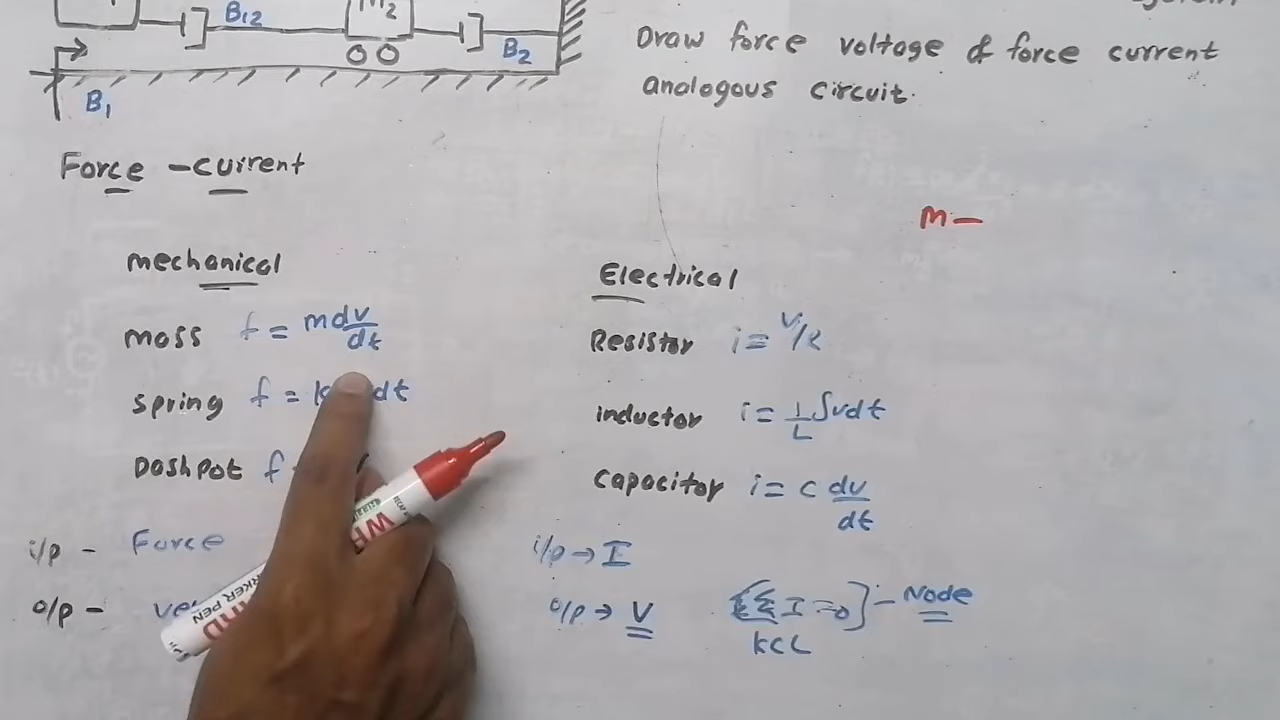 B12
M2
B2
B1
Draw force voltage & force current
analogous circuit.
Force - current
M -
mechanical
Electrical
mass f = m dv/dt
Resistor i = V/R
spring f = dt
inductor i = 1/L ∫vdt
Dashpot f
capacitor i = c dv/dt
i/p - Force
i/p → I
o/p -
o/p → V
Σ I = 0] - Node
KCL